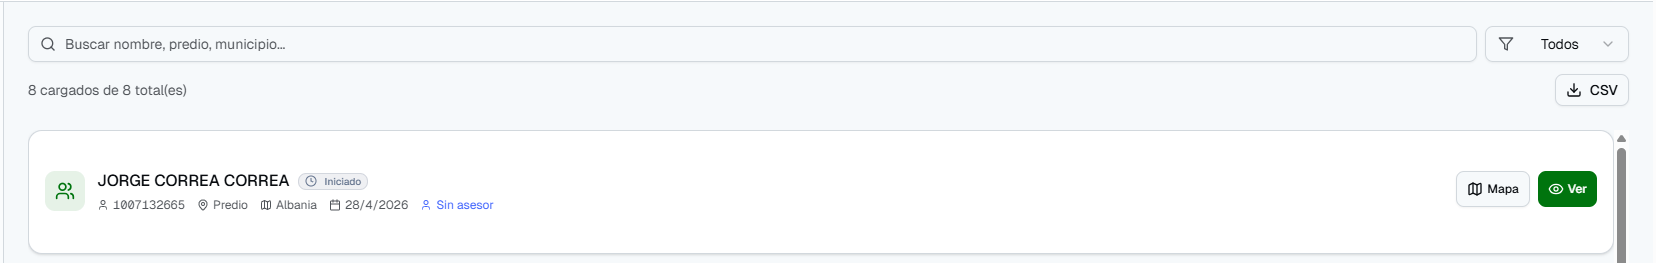 Buscar nombre, predio, municipio...
Todos
8 cargados de 8 total(es)
CSV
JORGE CORREA CORREA Iniciado
1007132665 Predio Albania 28/4/2026 Sin asesor
Mapa Ver